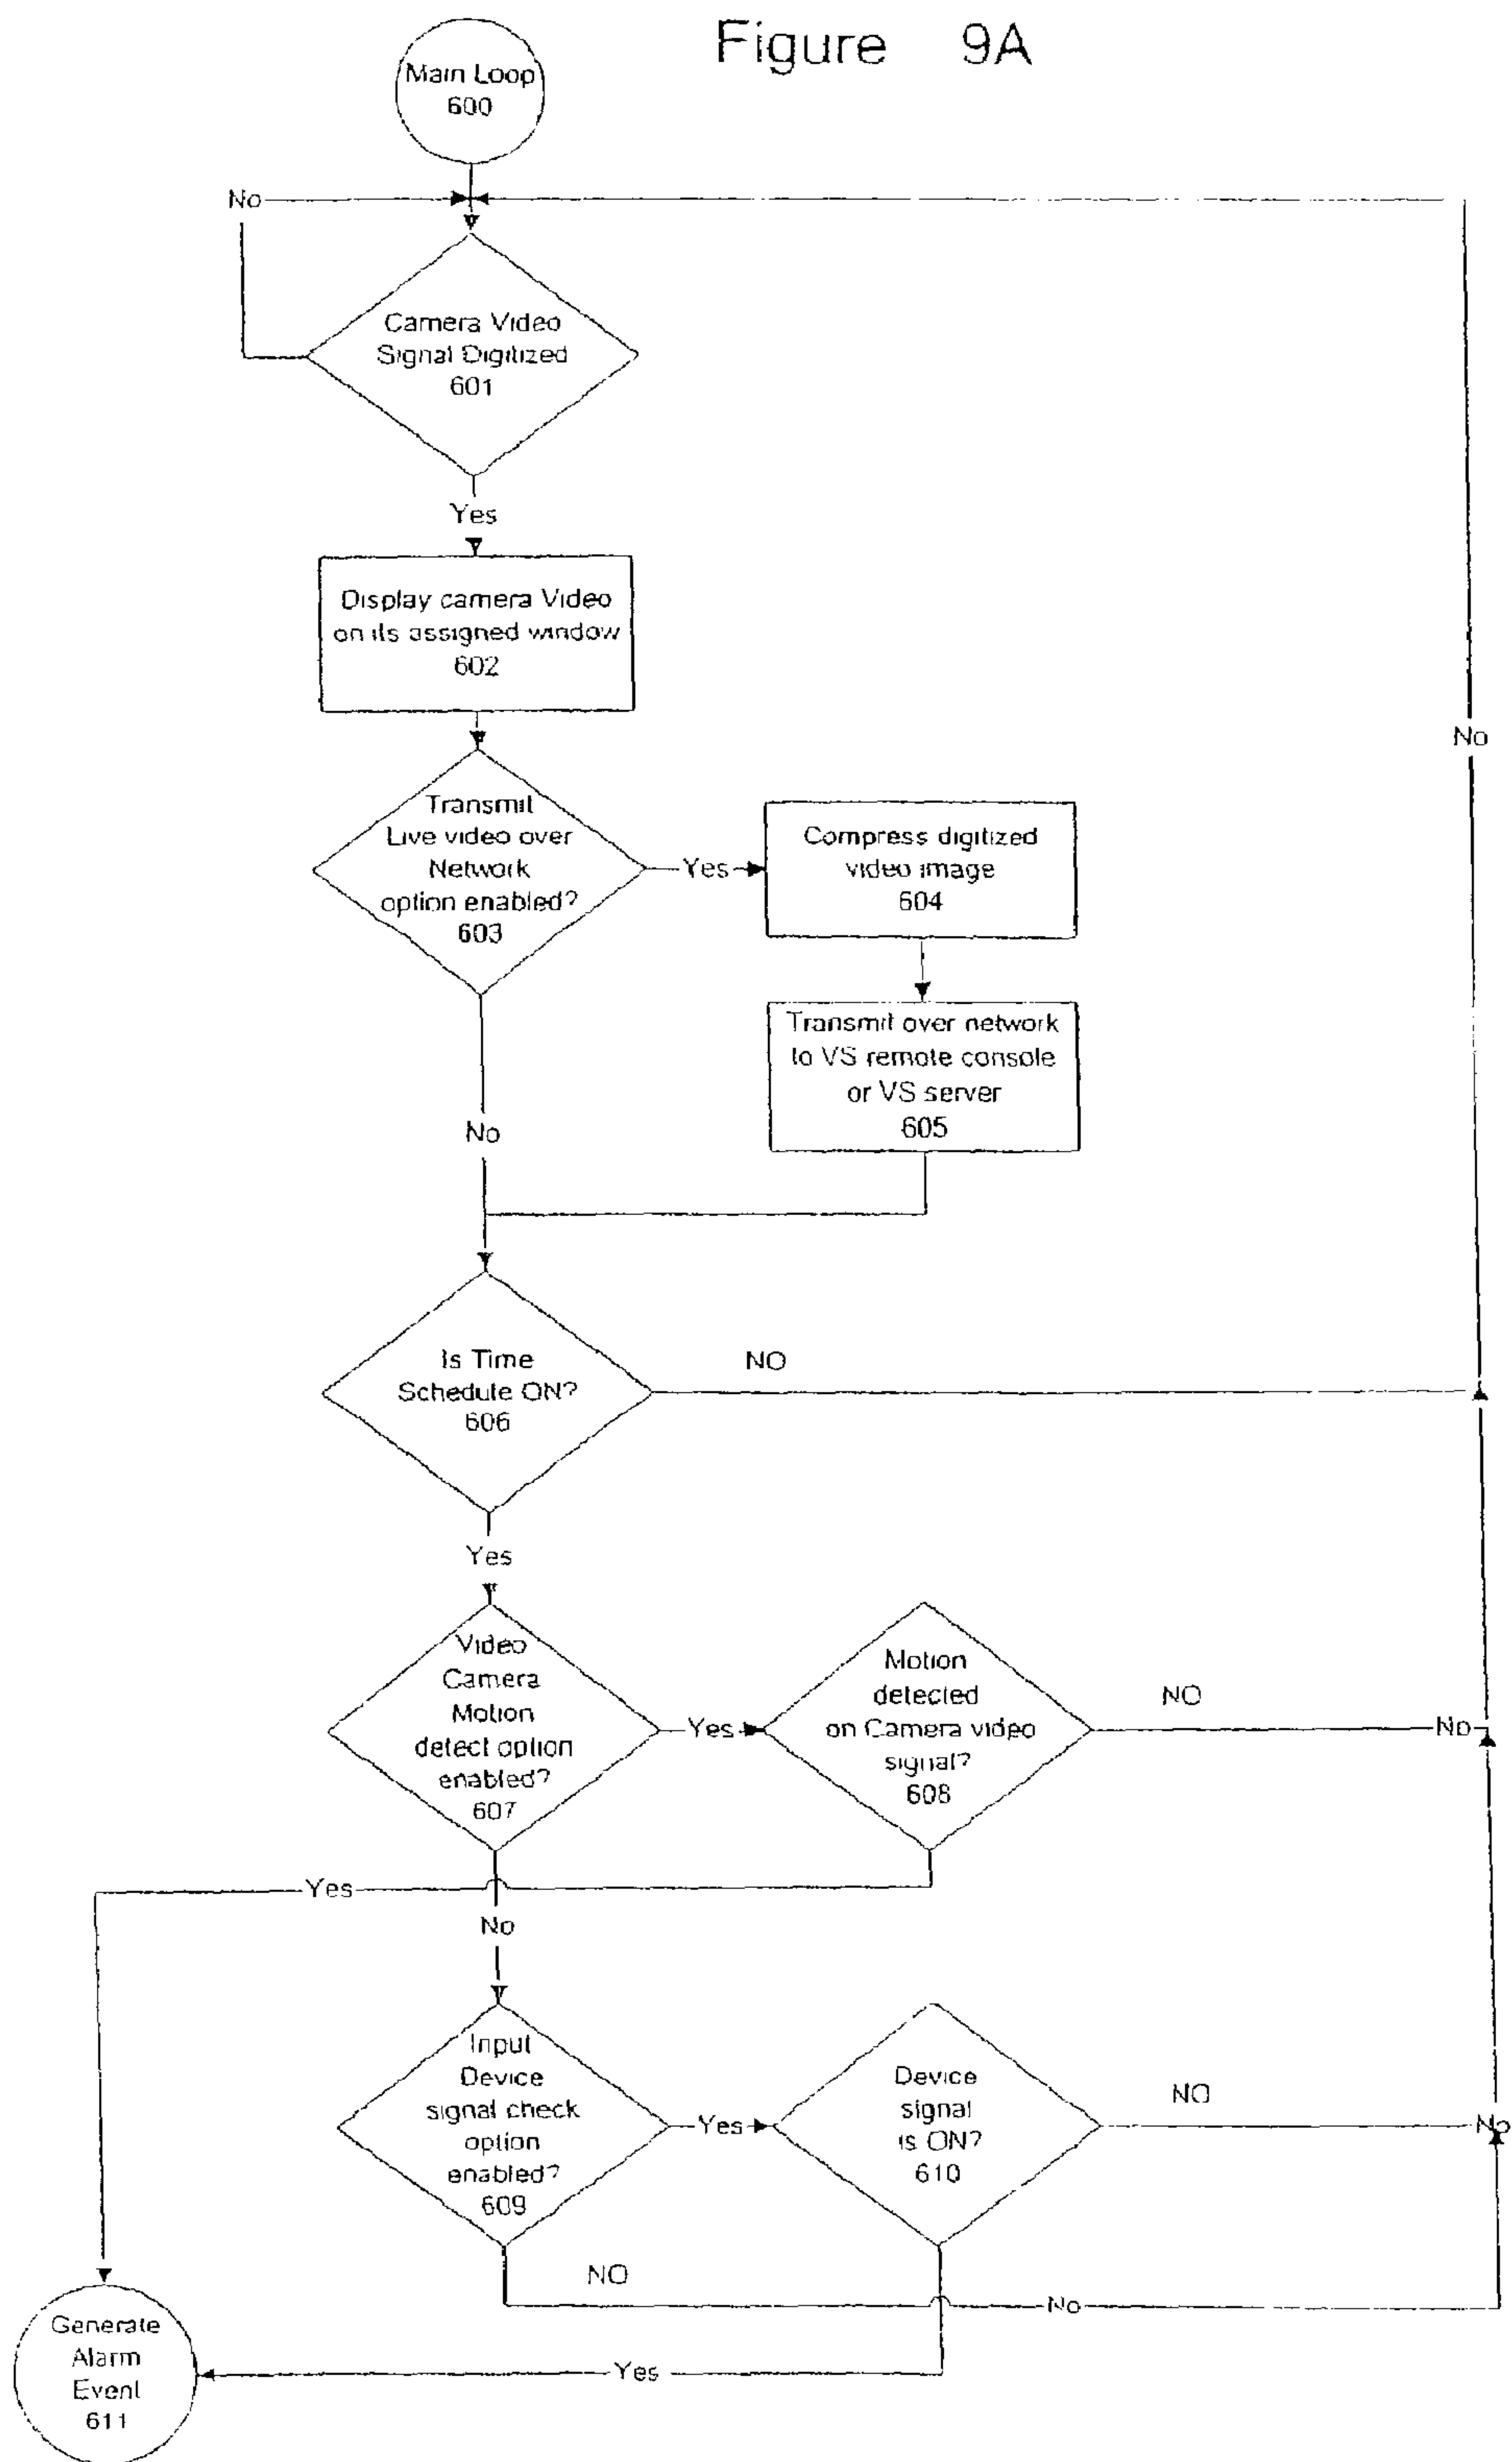 Figure 9A
Main Loop
600
No
Camera Video
Signal Digitized
601
Yes
Display camera Video
on its assigned window
602
No
Transmit
Live video over
Network
option enabled?
603
Yes
Compress digitized
video image
604
Transmit over network
to VS remote console
or VS server
605
No
Is Time
Schedule ON?
606
NO
Yes
Video
Camera
Motion
detect option
enabled?
607
Yes
Motion
detected
on Camera video
signal?
608
NO
No
Yes
No
Input
Device
signal check
option
enabled?
609
Yes
Device
signal
is ON?
610
NO
No
NO
No
Generate
Alarm
Event
611
Yes